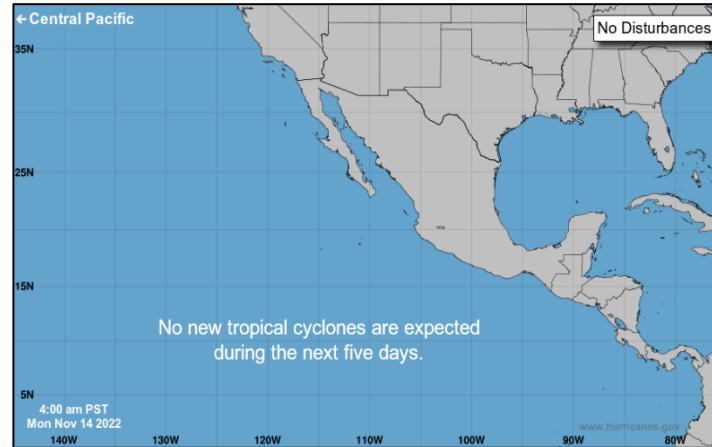 ← Central Pacific
No Disturbances
35N
25N
15N
No new tropical cyclones are expected
during the next five days.
5N
4:00 am PST
Mon Nov 14 2022
www.hurricanes.gov
140W 130W 120W 110W 100W 90W 80W